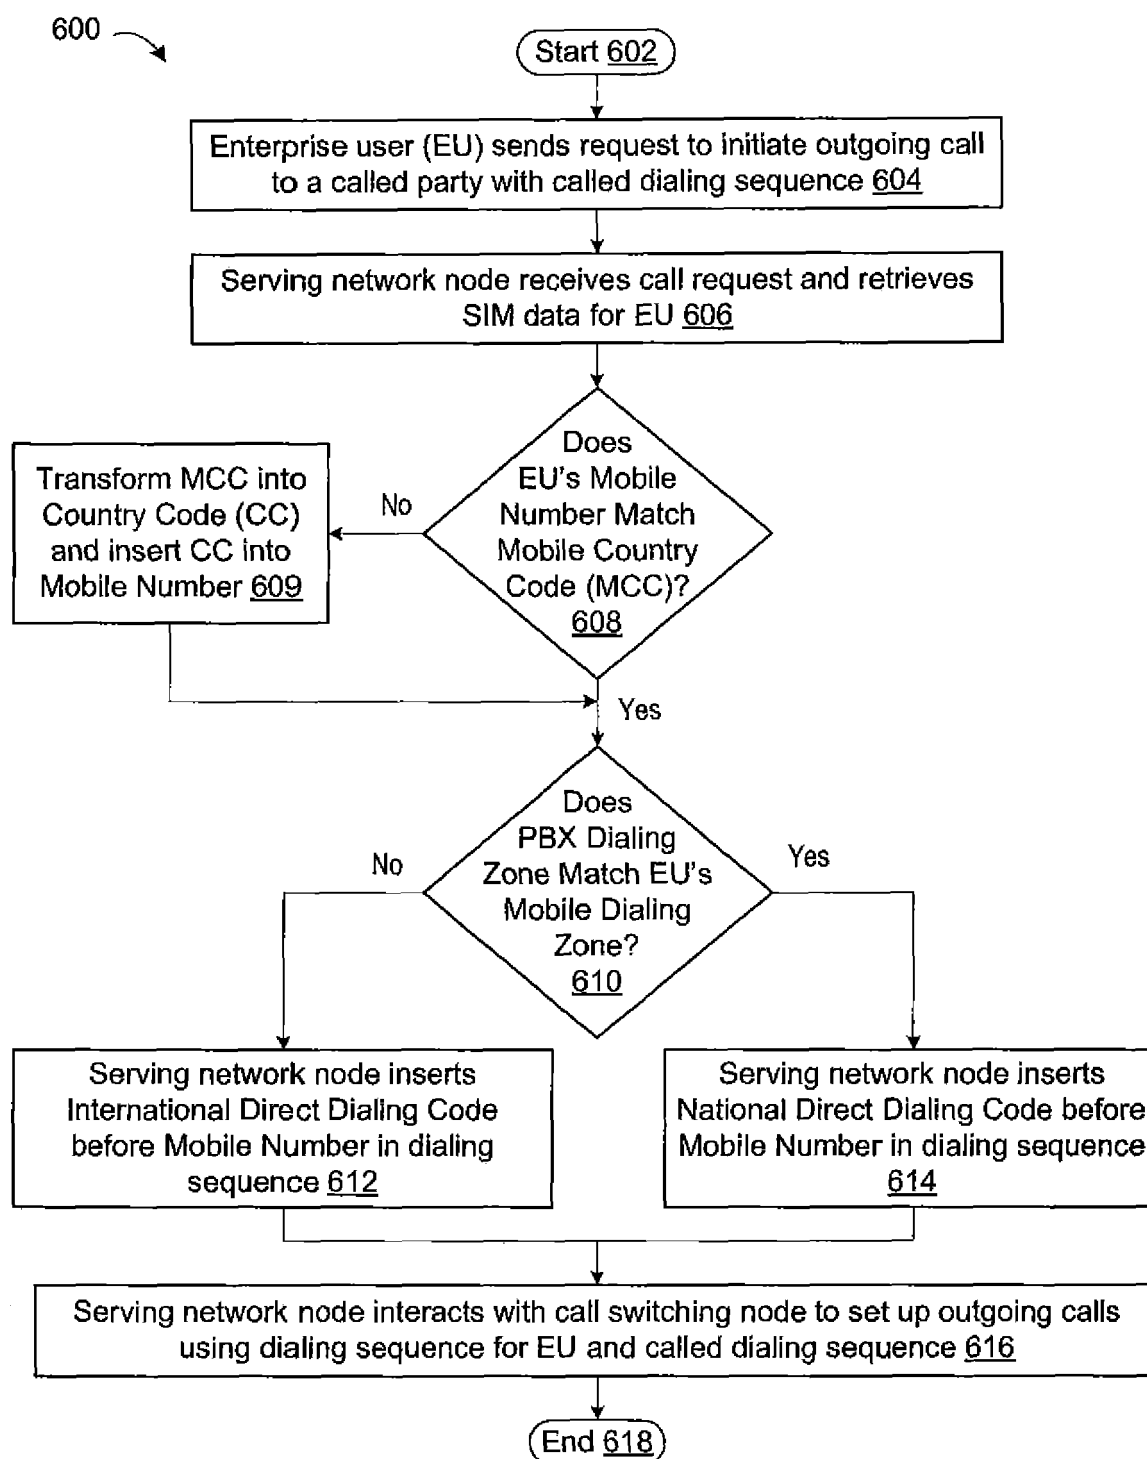 600
Start 602
Enterprise user (EU) sends request to initiate outgoing call
to a called party with called dialing sequence 604
Serving network node receives call request and retrieves
SIM data for EU 606
Does
EU's Mobile
Number Match
Mobile Country
Code (MCC)?
608
No
Transform MCC into
Country Code (CC)
and insert CC into
Mobile Number 609
Yes
Does
PBX Dialing
Zone Match EU's
Mobile Dialing
Zone?
610
No
Yes
Serving network node inserts
International Direct Dialing Code
before Mobile Number in dialing
sequence 612
Serving network node inserts
National Direct Dialing Code before
Mobile Number in dialing sequence
614
Serving network node interacts with call switching node to set up outgoing calls
using dialing sequence for EU and called dialing sequence 616
End 618